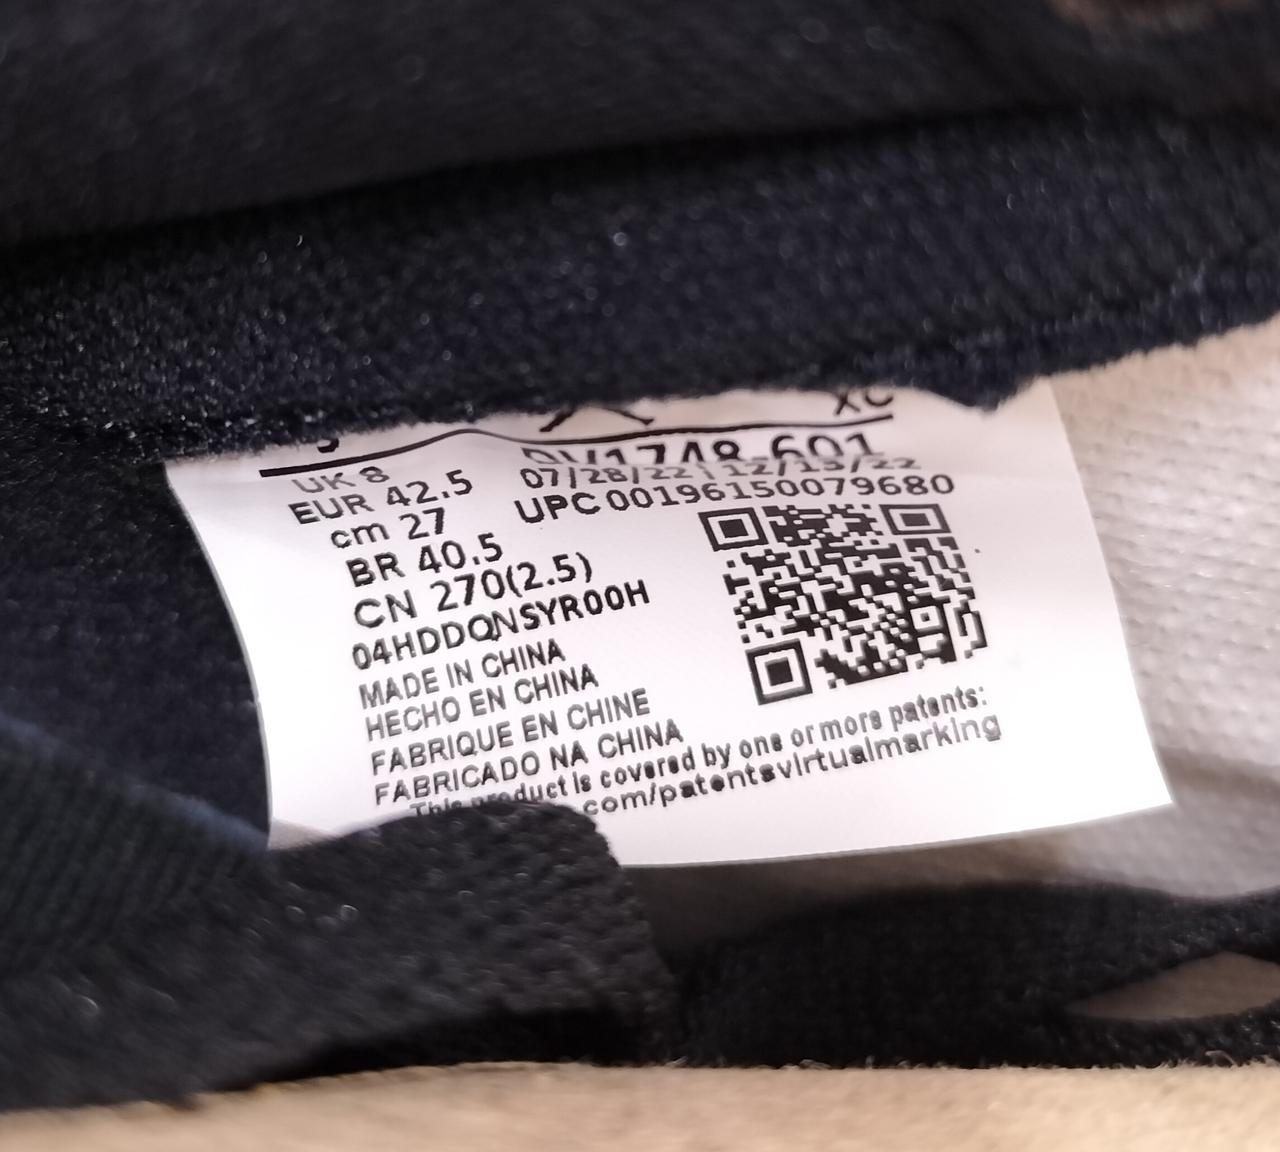 XC
DV1748-601
UK 8
07/28/22 12/13/22
EUR 42.5
UPC 00196150079680
cm 27
BR 40.5
CN 270(2.5)
04HDDQNSYR00H
MADE IN CHINA
HECHO EN CHINA
FABRIQUE EN CHINE
FABRICADO NA CHINA
This product is covered by one or more patents:
.com/patentsvirtualmarking